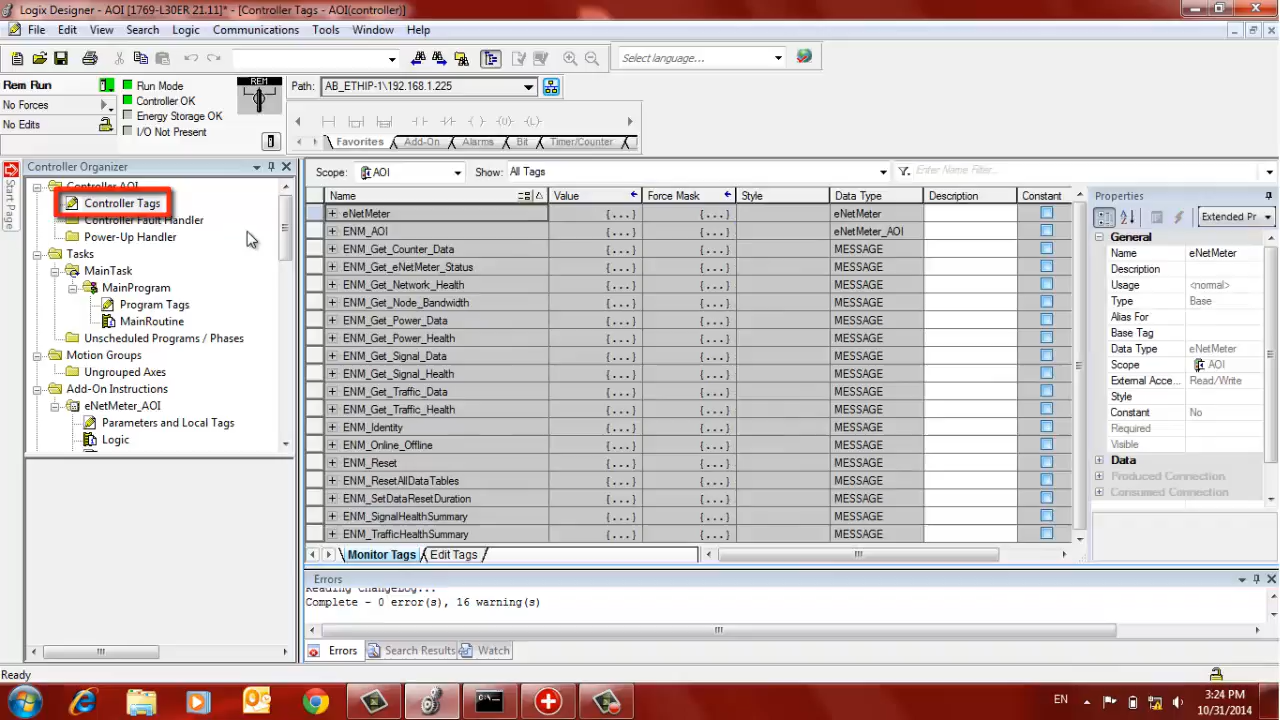 Logix Designer - AOI [1769-L30ER 21.11]* - [Controller Tags - AOI(controller)]
File Edit View Search Logic Communications Tools Window Help
Select language...
Rem Run
No Forces
No Edits
Run Mode
Controller OK
Energy Storage OK
I/O Not Present
REM
Path: AB_ETHIP-1\192.168.1.225
Favorites Add-On Alarms Bit Timer/Counter
Start Page
Controller Organizer
Controller AOI
Controller Tags
Controller Fault Handler
Power-Up Handler
Tasks
MainTask
MainProgram
Program Tags
MainRoutine
Unscheduled Programs / Phases
Motion Groups
Ungrouped Axes
Add-On Instructions
eNetMeter_AOI
Parameters and Local Tags
Logic
Scope: AOI Show: All Tags Enter Name Filter...
Name Value Force Mask Style Data Type Description Constant
eNetMeter {...} {...} eNetMeter
ENM_AOI {...} {...} eNetMeter_AOI
ENM_Get_Counter_Data {...} {...} MESSAGE
ENM_Get_eNetMeter_Status {...} {...} MESSAGE
ENM_Get_Network_Health {...} {...} MESSAGE
ENM_Get_Node_Bandwidth {...} {...} MESSAGE
ENM_Get_Power_Data {...} {...} MESSAGE
ENM_Get_Power_Health {...} {...} MESSAGE
ENM_Get_Signal_Data {...} {...} MESSAGE
ENM_Get_Signal_Health {...} {...} MESSAGE
ENM_Get_Traffic_Data {...} {...} MESSAGE
ENM_Get_Traffic_Health {...} {...} MESSAGE
ENM_Identity {...} {...} MESSAGE
ENM_Online_Offline {...} {...} MESSAGE
ENM_Reset {...} {...} MESSAGE
ENM_ResetAllDataTables {...} {...} MESSAGE
ENM_SetDataResetDuration {...} {...} MESSAGE
ENM_SignalHealthSummary {...} {...} MESSAGE
ENM_TrafficHealthSummary {...} {...} MESSAGE
Monitor Tags Edit Tags
Properties
Extended Pr
General
Name eNetMeter
Description
Usage <normal>
Type Base
Alias For
Base Tag
Data Type eNetMeter
Scope AOI
External Acce... Read/Write
Style
Constant No
Required
Visible
Data
Produced Connection
Consumed Connection
Errors
Reading ChangeLog...
Complete - 0 error(s), 16 warning(s)
Errors Search Results Watch
Ready
EN
3:24 PM
10/31/2014